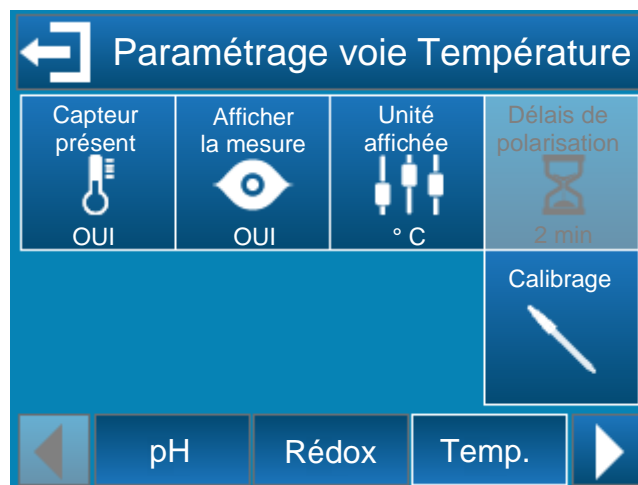 Paramétrage voie Température
Capteur
présent
OUI
Afficher
la mesure
OUI
Unité
affichée
° C
Délais de
polarisation
2 min
Calibrage
pH
Rédox
Temp.